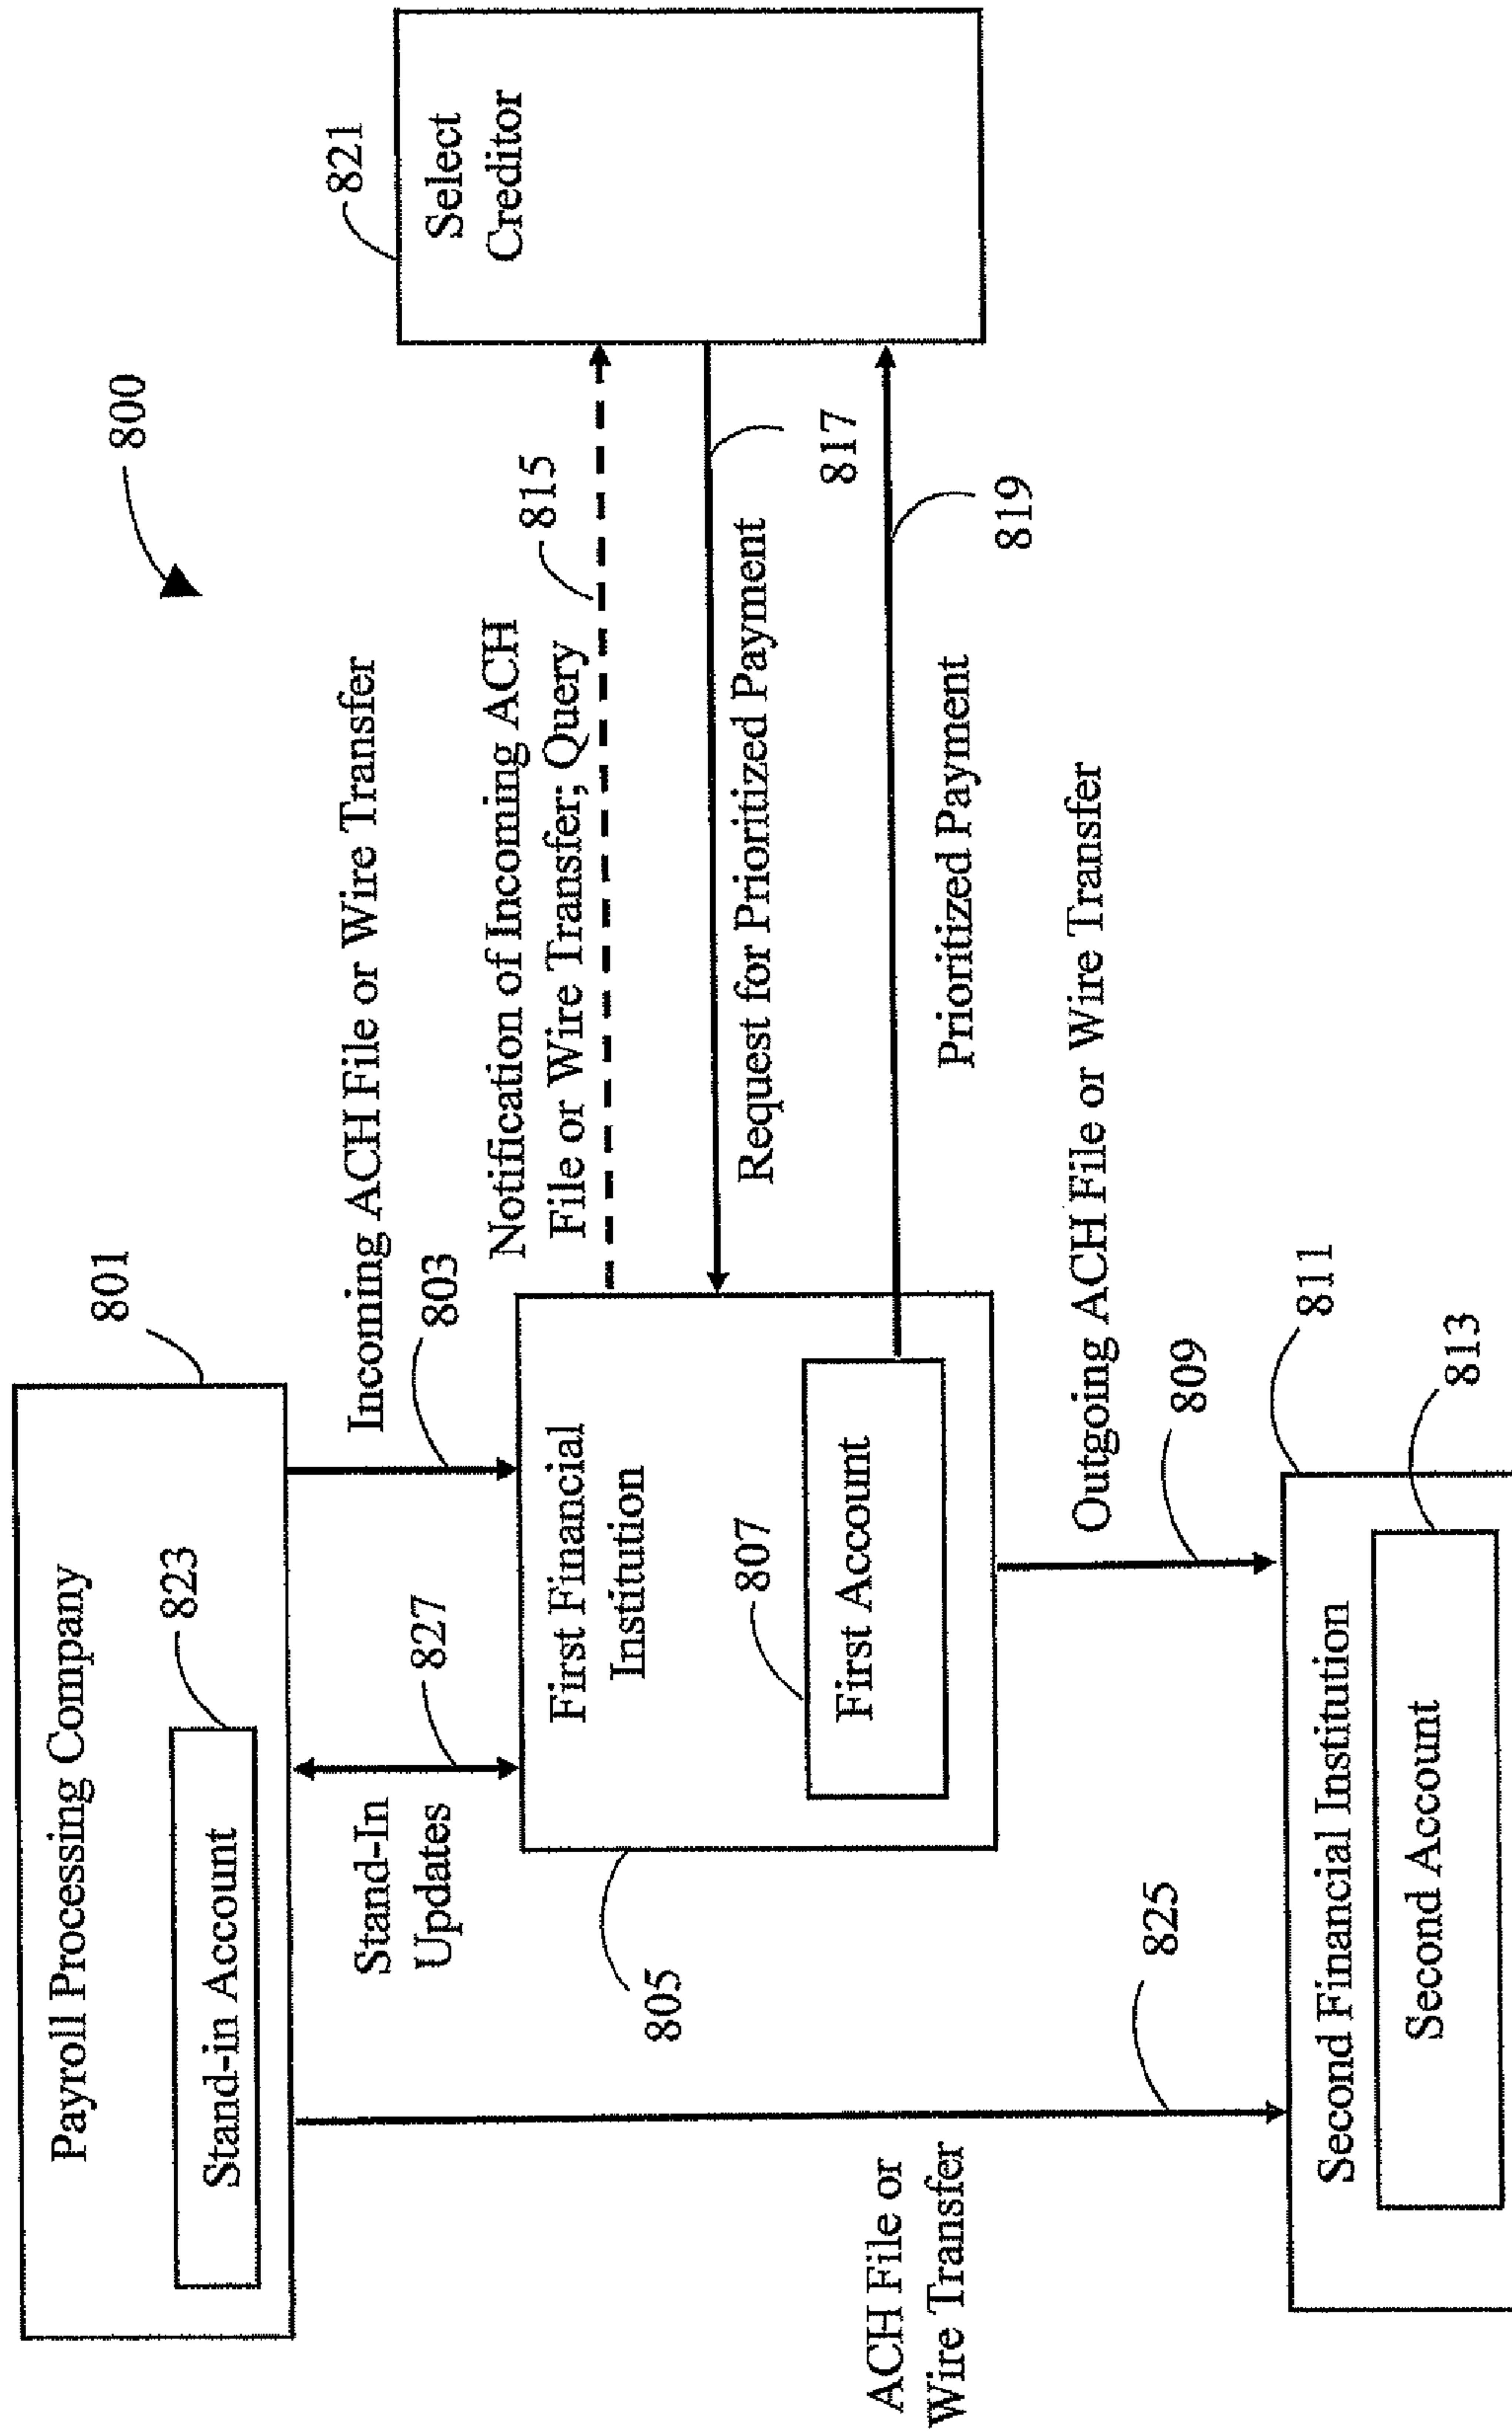 800
801
Payroll Processing Company
823
Stand-in Account
Incoming ACH File or Wire Transfer
803
827
Stand-In
Updates
821
Select
Creditor
Notification of Incoming ACH
File or Wire Transfer; Query
815
First Financial
Institution
805
807
First Account
817
Request for Prioritized Payment
819
Prioritized Payment
ACH File or
Wire Transfer
825
Outgoing ACH File or Wire Transfer
809
811
Second Financial Institution
813
Second Account